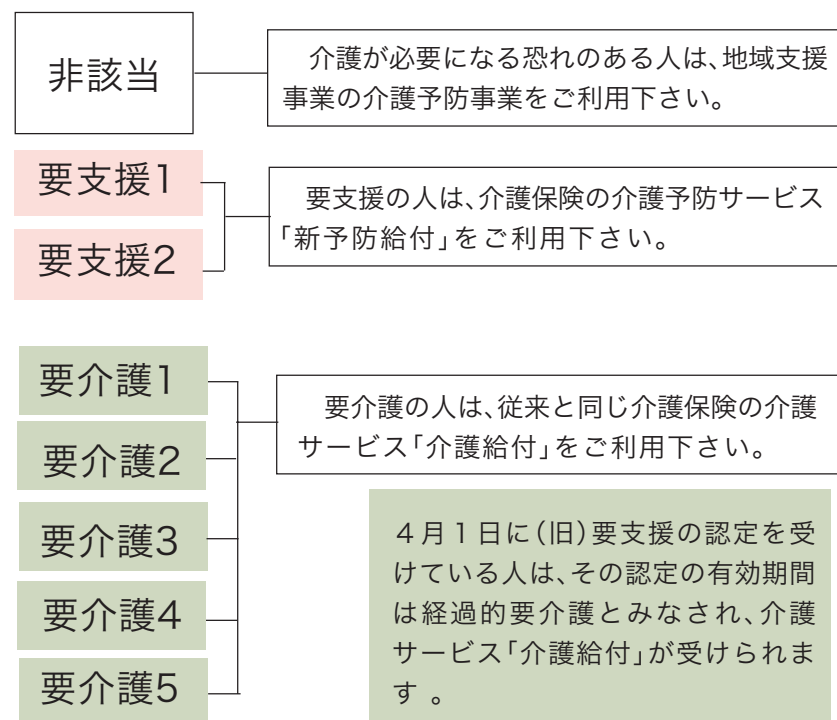 非該当
介護が必要になる恐れのある人は、地域支援
事業の介護予防事業をご利用下さい。
要支援1
要支援2
要支援の人は、介護保険の介護予防サービス
「新予防給付」をご利用下さい。
要介護1
要介護2
要介護3
要介護4
要介護5
要介護の人は、従来と同じ介護保険の介護
サービス「介護給付」をご利用下さい。
4月1日に(旧)要支援の認定を受
けている人は、その認定の有効期間
は経過的要介護とみなされ、介護
サービス「介護給付」が受けられま
す 。